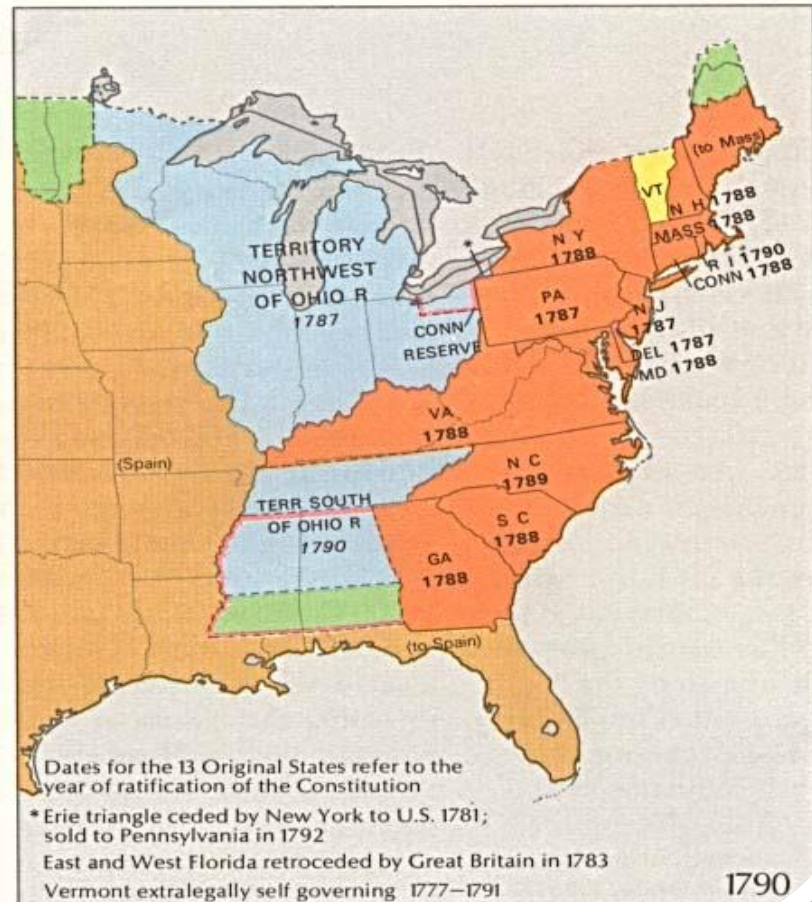 (to Mass)
VT
N H 1788
MASS 1788
R I 1790
CONN 1788
N Y
1788
*
TERRITORY
NORTHWEST
OF OHIO R
1787
PA
1787
N J
1787
CONN
RESERVE
DEL 1787
MD 1788
VA
1788
(Spain)
N C
1789
TERR SOUTH
OF OHIO R
1790
S C
1788
GA
1788
(to Spain)
Dates for the 13 Original States refer to the
year of ratification of the Constitution
* Erie triangle ceded by New York to U.S. 1781;
sold to Pennsylvania in 1792
East and West Florida retroceded by Great Britain in 1783
Vermont extralegally self governing 1777–1791
1790